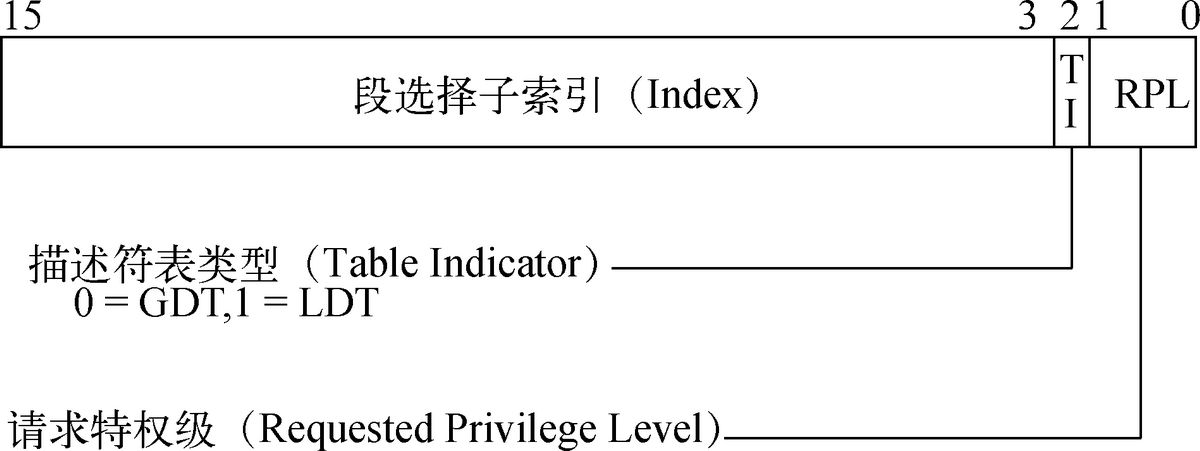 15 3 2 1 0
段选择子索引（Index） TI RPL
描述符表类型（Table Indicator）
0 = GDT,1 = LDT
请求特权级（Requested Privilege Level）